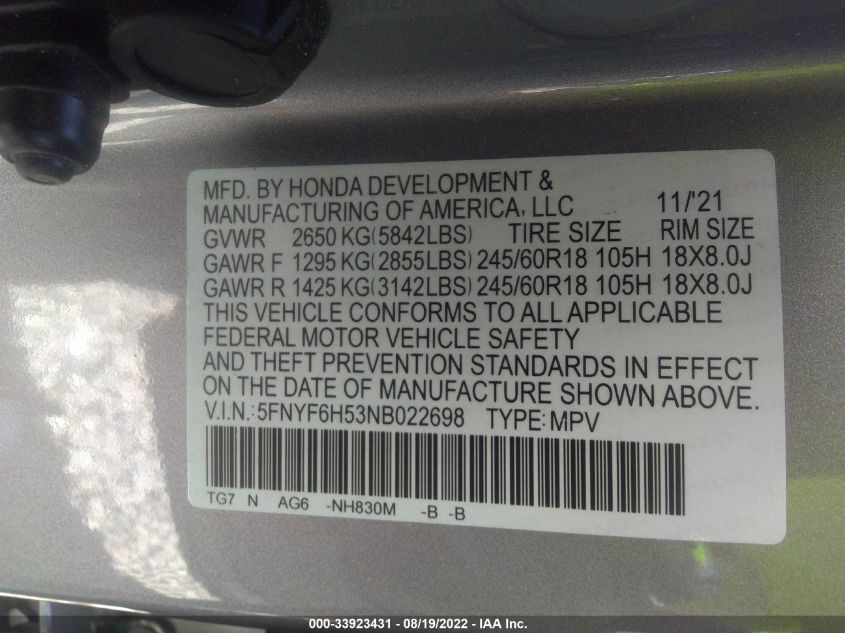 MFD. BY HONDA DEVELOPMENT &
MANUFACTURING OF AMERICA, LLC 11/'21
GVWR 2650 KG(5842LBS) TIRE SIZE RIM SIZE
GAWR F 1295 KG(2855LBS) 245/60R18 105H 18X8.0J
GAWR R 1425 KG(3142LBS) 245/60R18 105H 18X8.0J
THIS VEHICLE CONFORMS TO ALL APPLICABLE
FEDERAL MOTOR VEHICLE SAFETY
AND THEFT PREVENTION STANDARDS IN EFFECT
ON THE DATE OF MANUFACTURE SHOWN ABOVE.
V.I.N.:5FNYF6H53NB022698 TYPE:MPV
TG7 N AG6 -NH830M -B -B
000-33923431 - 08/19/2022 - IAA Inc.